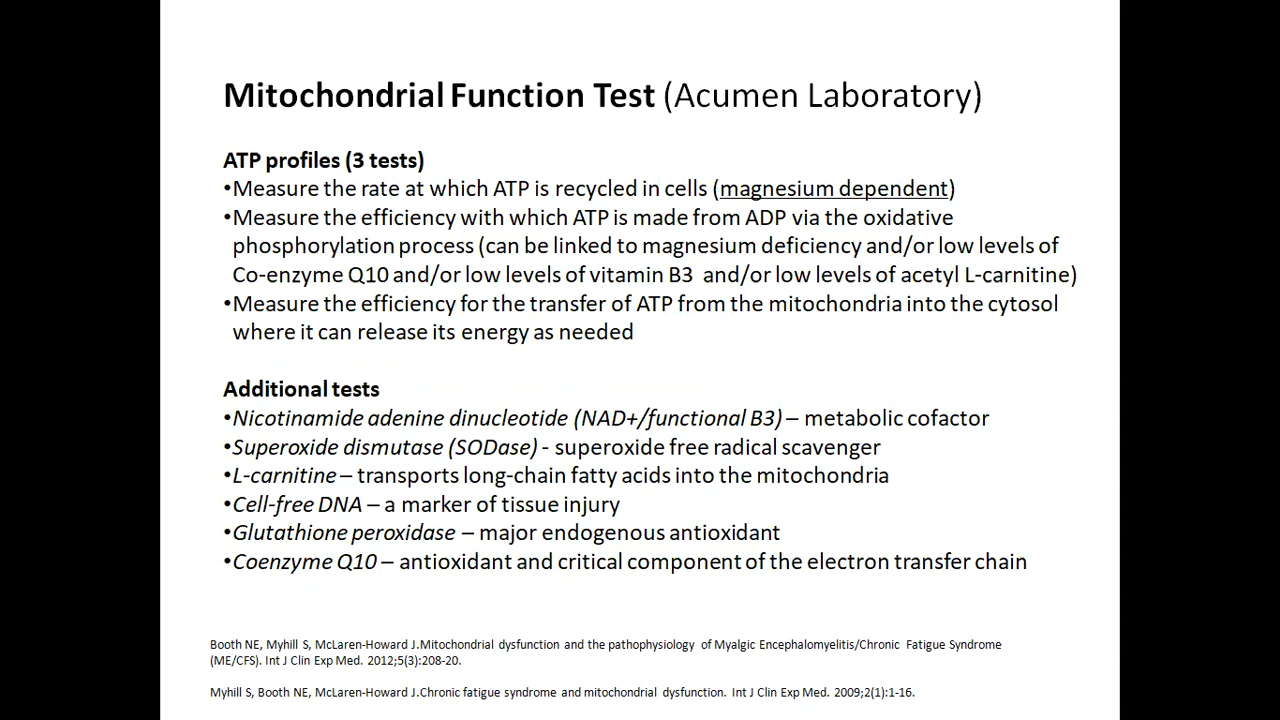 Mitochondrial Function Test (Acumen Laboratory)
ATP profiles (3 tests)
•Measure the rate at which ATP is recycled in cells (magnesium dependent)
•Measure the efficiency with which ATP is made from ADP via the oxidative
phosphorylation process (can be linked to magnesium deficiency and/or low levels of
Co-enzyme Q10 and/or low levels of vitamin B3 and/or low levels of acetyl L-carnitine)
•Measure the efficiency for the transfer of ATP from the mitochondria into the cytosol
where it can release its energy as needed
Additional tests
•Nicotinamide adenine dinucleotide (NAD+/functional B3) – metabolic cofactor
•Superoxide dismutase (SODase) - superoxide free radical scavenger
•L-carnitine – transports long-chain fatty acids into the mitochondria
•Cell-free DNA – a marker of tissue injury
•Glutathione peroxidase – major endogenous antioxidant
•Coenzyme Q10 – antioxidant and critical component of the electron transfer chain
Booth NE, Myhill S, McLaren-Howard J.Mitochondrial dysfunction and the pathophysiology of Myalgic Encephalomyelitis/Chronic Fatigue Syndrome
(ME/CFS). Int J Clin Exp Med. 2012;5(3):208-20.
Myhill S, Booth NE, McLaren-Howard J.Chronic fatigue syndrome and mitochondrial dysfunction. Int J Clin Exp Med. 2009;2(1):1-16.